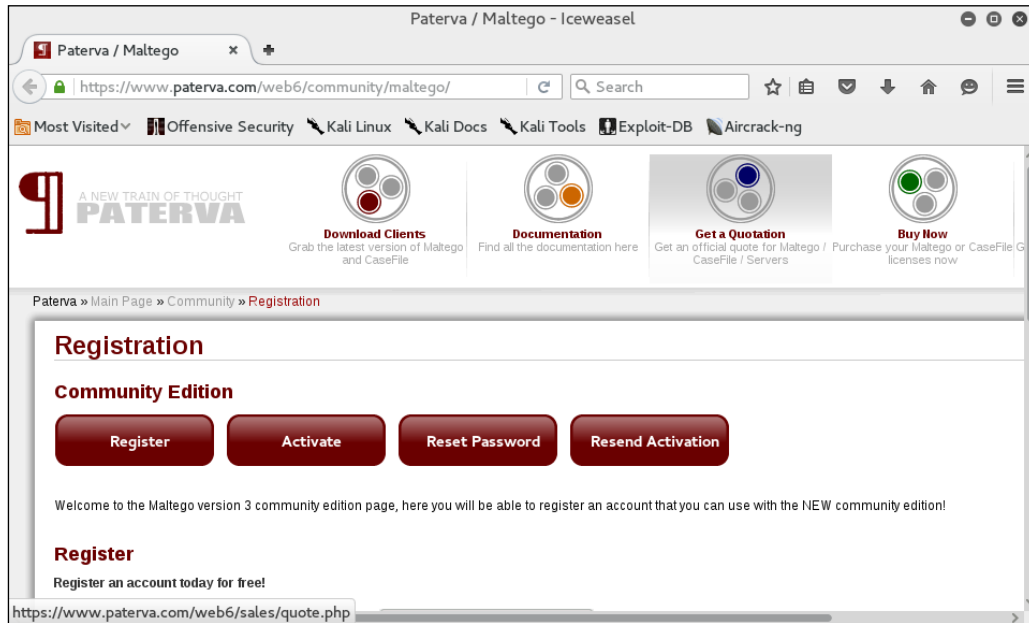 Paterva / Maltego - Iceweasel
Paterva / Maltego
https://www.paterva.com/web6/community/maltego/
Search
Most Visited
Offensive Security
Kali Linux
Kali Docs
Kali Tools
Exploit-DB
Aircrack-ng
A NEW TRAIN OF THOUGHT
PATERVA
Download Clients
Grab the latest version of Maltego
and CaseFile
Documentation
Find all the documentation here
Get a Quotation
Get an official quote for Maltego /
CaseFile / Servers
Buy Now
Purchase your Maltego or CaseFile G
licenses now
Paterva » Main Page » Community » Registration
Registration
Community Edition
Register
Activate
Reset Password
Resend Activation
Welcome to the Maltego version 3 community edition page, here you will be able to register an account that you can use with the NEW community edition!
Register
Register an account today for free!
https://www.paterva.com/web6/sales/quote.php